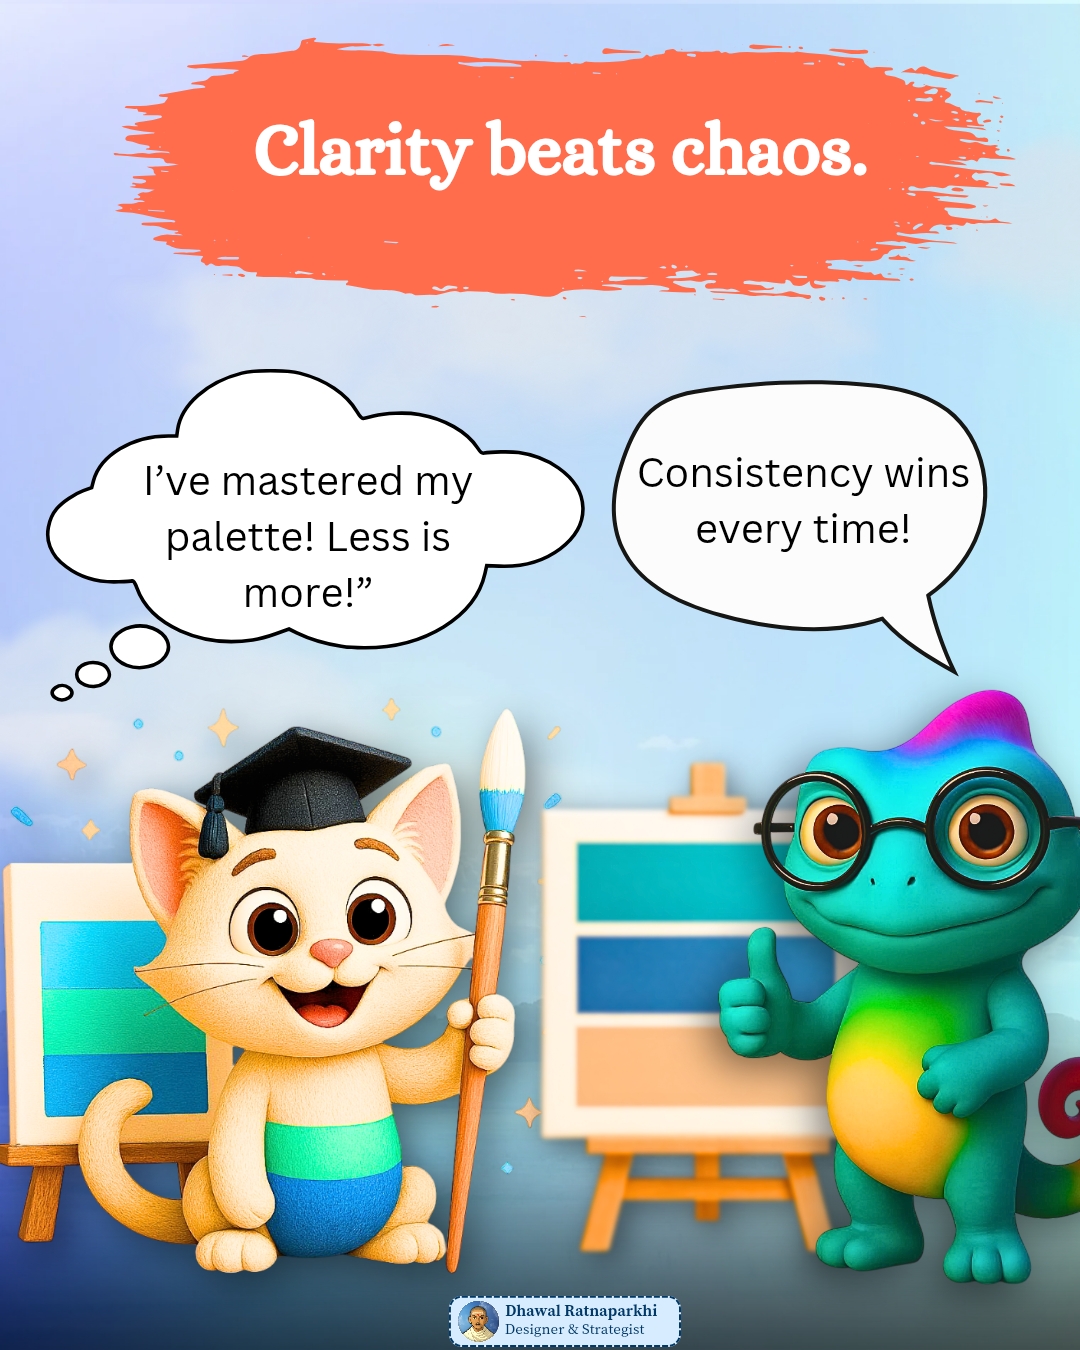 Clarity beats chaos.
I’ve mastered my
palette! Less is
more!”
Consistency wins
every time!
Dhawal Ratnaparkhi
Designer & Strategist